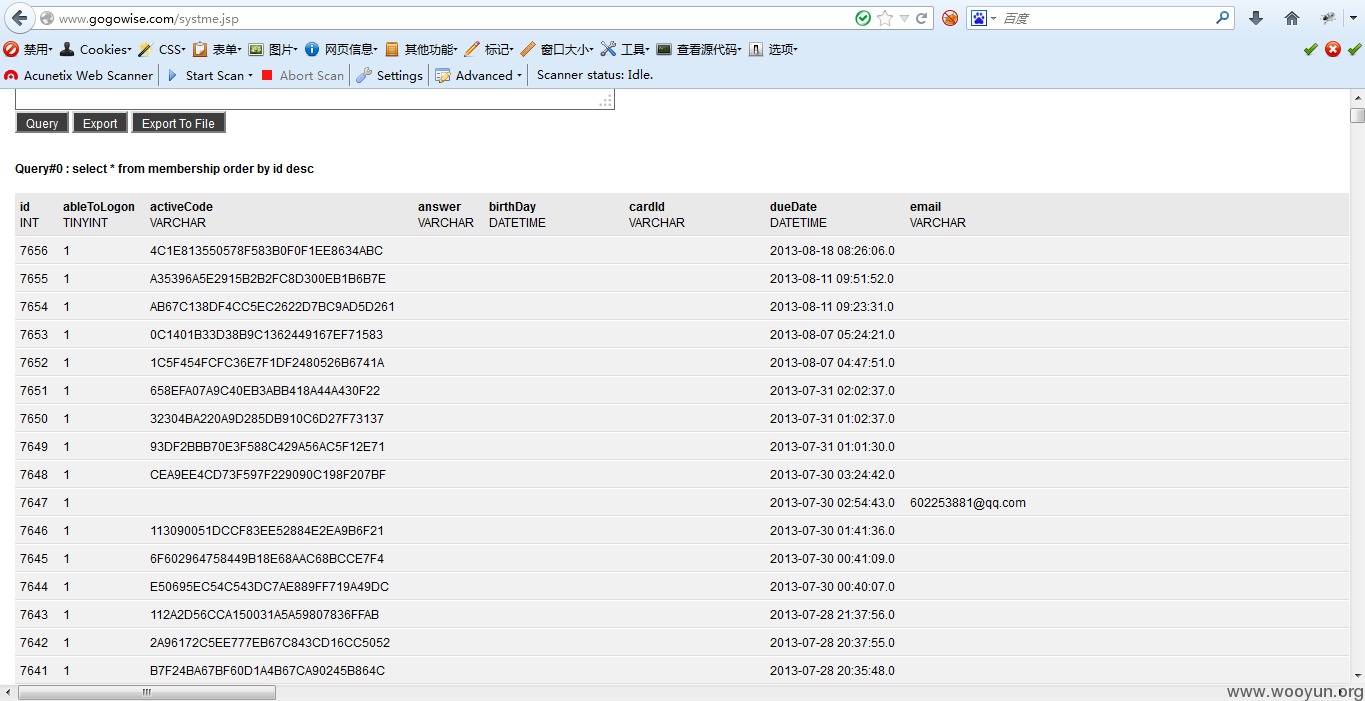 www.gogowise.com/systme.jsp 百度
禁用 Cookies CSS 表单 图片 网页信息 其他功能 标记 窗口大小 工具 查看源代码 选项
Acunetix Web Scanner Start Scan Abort Scan Settings Advanced Scanner status: Idle.
Query Export Export To File
Query#0 : select * from membership order by id desc
id ableToLogon activeCode answer birthDay cardId dueDate email
INT TINYINT VARCHAR VARCHAR DATETIME VARCHAR DATETIME VARCHAR
7656 1 4C1E813550578F583B0F0F1EE8634ABC 2013-08-18 08:26:06.0
7655 1 A35396A5E2915B2B2FC8D300EB1B6B7E 2013-08-11 09:51:52.0
7654 1 AB67C138DF4CC5EC2622D7BC9AD5D261 2013-08-11 09:23:31.0
7653 1 0C1401B33D38B9C1362449167EF71583 2013-08-07 05:24:21.0
7652 1 1C5F454FCFC36E7F1DF2480526B6741A 2013-08-07 04:47:51.0
7651 1 658EFA07A9C40EB3ABB418A44A430F22 2013-07-31 02:02:37.0
7650 1 32304BA220A9D285DB910C6D27F73137 2013-07-31 01:02:37.0
7649 1 93DF2BBB70E3F588C429A56AC5F12E71 2013-07-31 01:01:30.0
7648 1 CEA9EE4CD73F597F229090C198F207BF 2013-07-30 03:24:42.0
7647 1 2013-07-30 02:54:43.0 602253881@qq.com
7646 1 113090051DCCF83EE52884E2EA9B6F21 2013-07-30 01:41:36.0
7645 1 6F602964758449B18E68AAC68BCCE7F4 2013-07-30 00:41:09.0
7644 1 E50695EC54C543DC7AE889FF719A49DC 2013-07-30 00:40:07.0
7643 1 112A2D56CCA150031A5A59807836FFAB 2013-07-28 21:37:56.0
7642 1 2A96172C5EE777EB67C843CD16CC5052 2013-07-28 20:37:55.0
7641 1 B7F24BA67BF60D1A4B67CA90245B864C 2013-07-28 20:35:48.0
www.wooyun.org